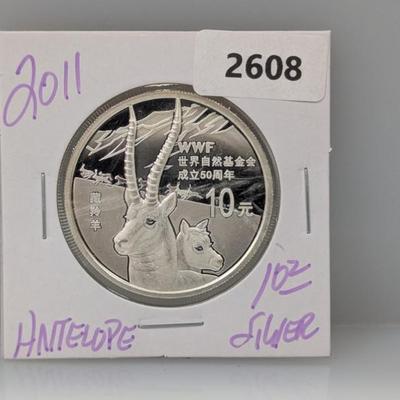 2011
2608
WWF
世界自然基金会
成立50周年
10元
藏羚羊
ANTELOPE
1oz
SILVER